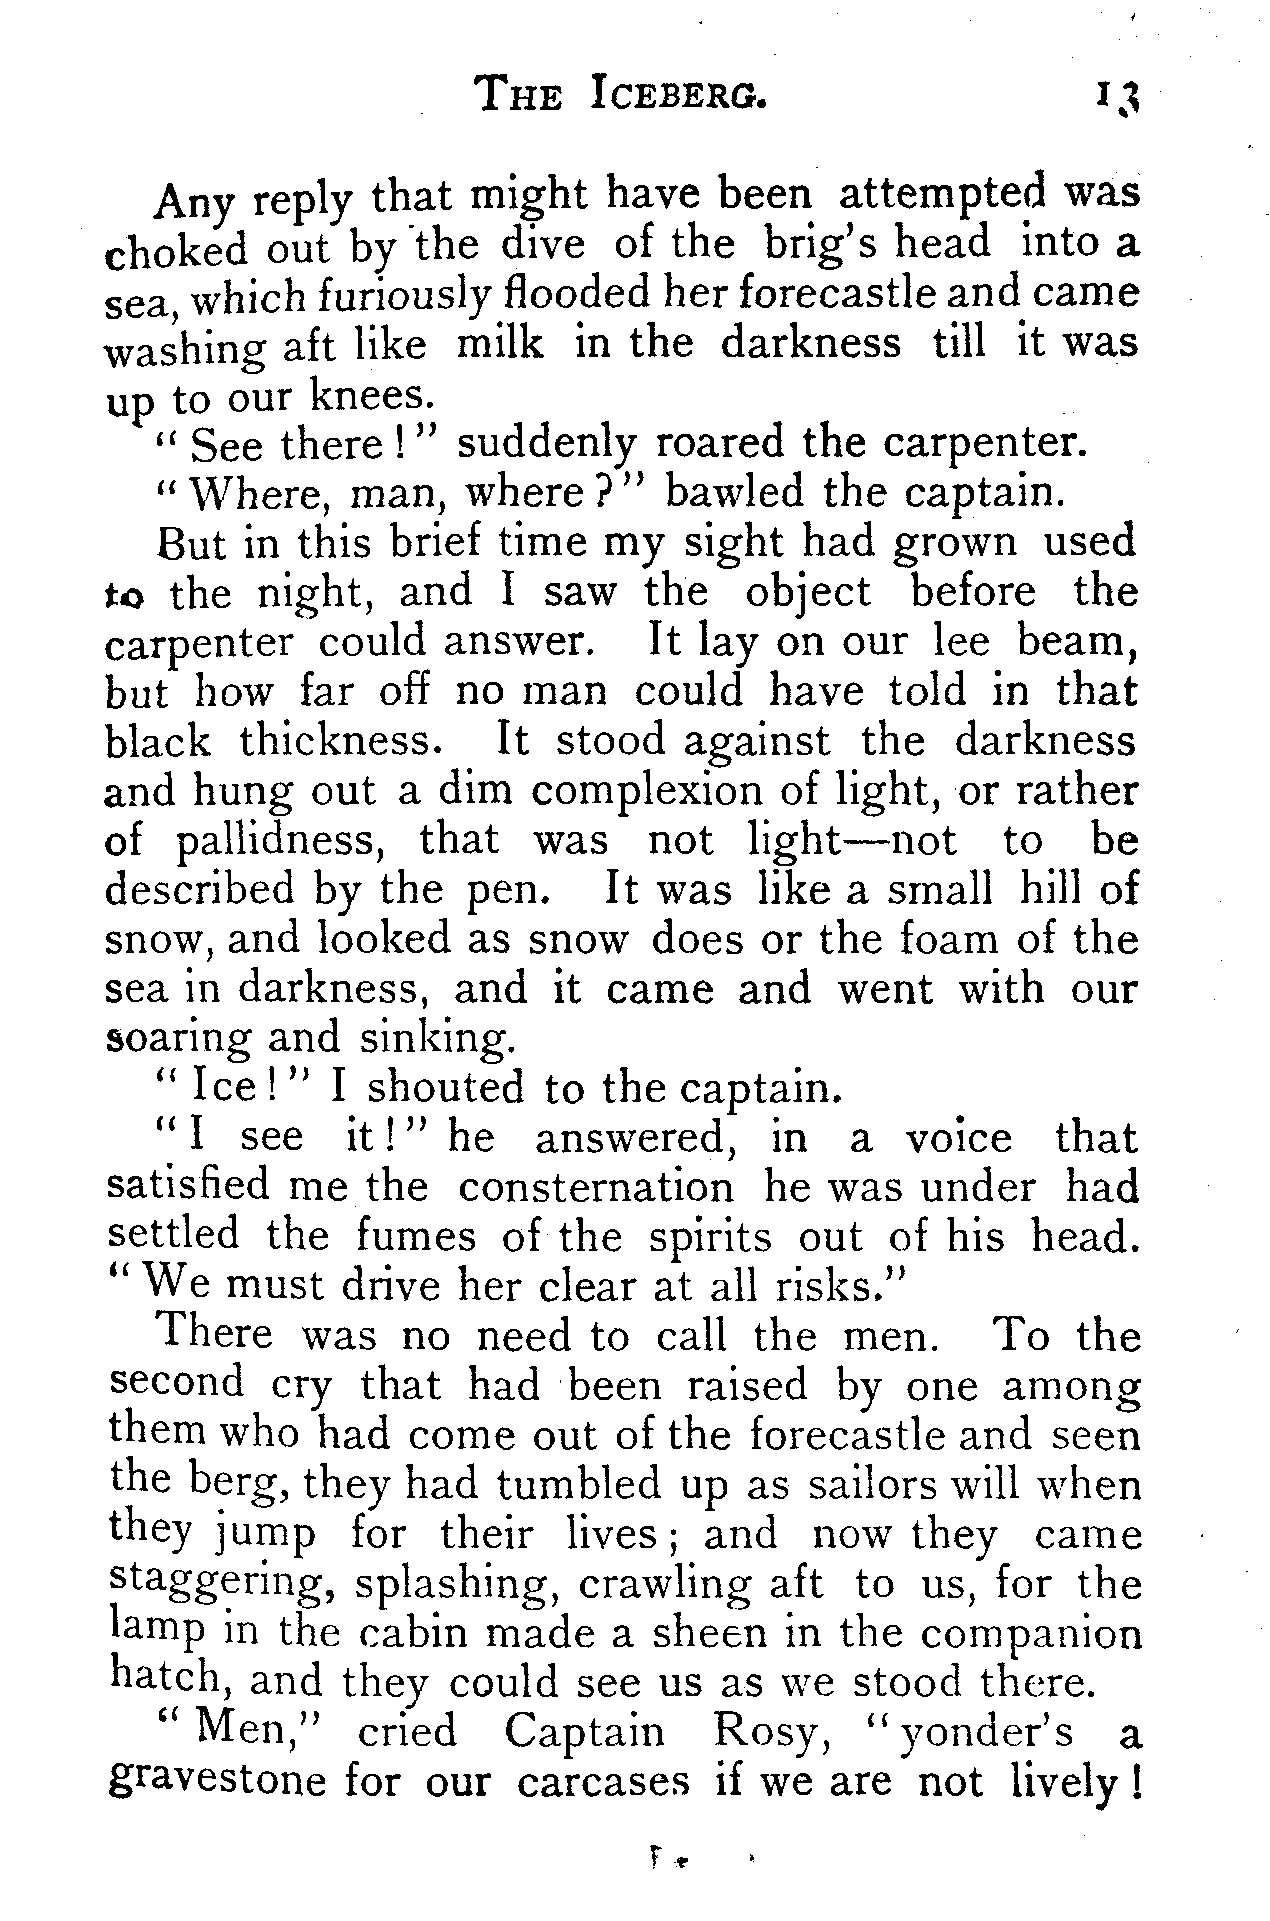 THE ICEBERG. 13
Any reply that might have been attempted was
choked out by the dive of the brig's head into a
sea, which furiously flooded her forecastle and came
washing aft like milk in the darkness till it was
up to our knees.
"See there!" suddenly roared the carpenter.
"Where, man, where?" bawled the captain.
But in this brief time my sight had grown used
to the night, and I saw the object before the
carpenter could answer. It lay on our lee beam,
but how far off no man could have told in that
black thickness. It stood against the darkness
and hung out a dim complexion of light, or rather
of pallidness, that was not light—not to be
described by the pen. It was like a small hill of
snow, and looked as snow does or the foam of the
sea in darkness, and it came and went with our
soaring and sinking.
"Ice!" I shouted to the captain.
"I see it!" he answered, in a voice that
satisfied me the consternation he was under had
settled the fumes of the spirits out of his head.
"We must drive her clear at all risks."
There was no need to call the men. To the
second cry that had been raised by one among
them who had come out of the forecastle and seen
the berg, they had tumbled up as sailors will when
they jump for their lives; and now they came
staggering, splashing, crawling aft to us, for the
lamp in the cabin made a sheen in the companion
hatch, and they could see us as we stood there.
"Men," cried Captain Rosy, "yonder's a
gravestone for our carcases if we are not lively!